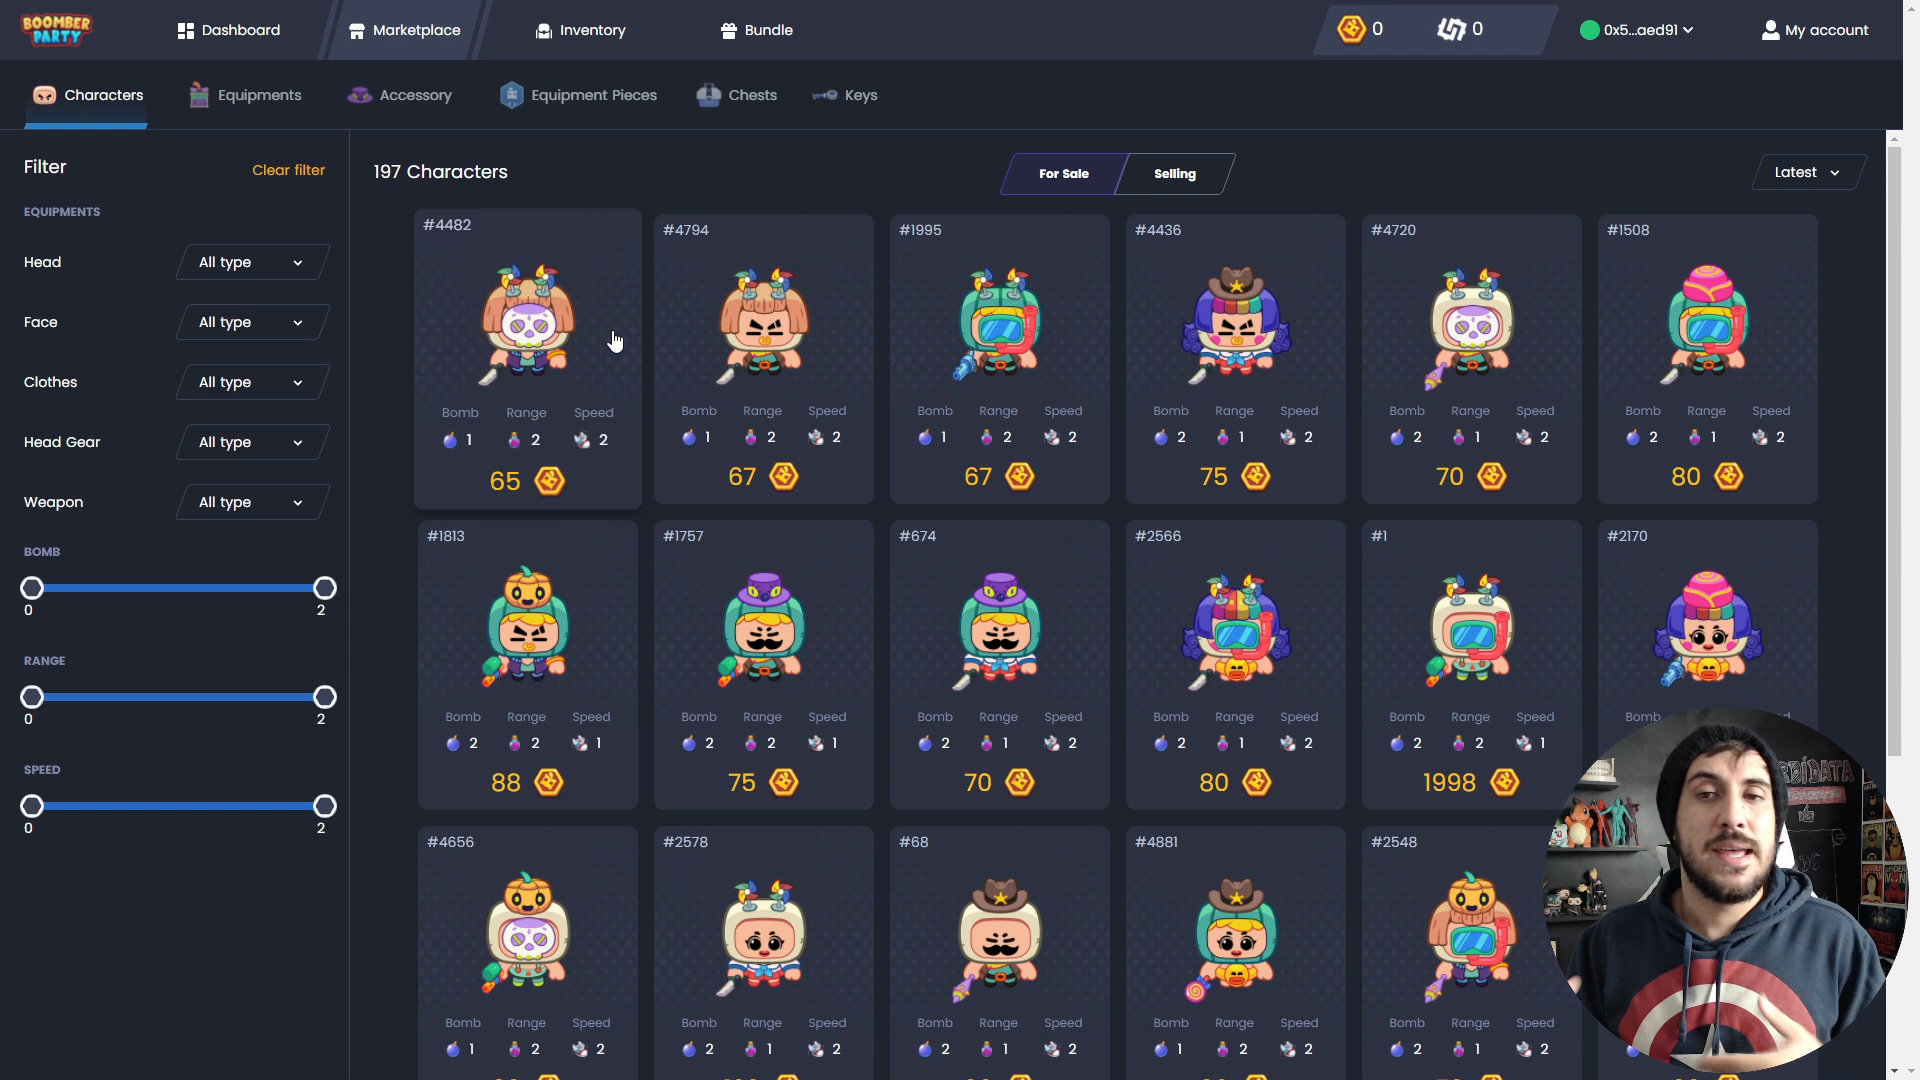 BOOMBER PARTY
Dashboard
Marketplace
Inventory
Bundle
0
0
0x5...aed91
My account
Characters
Equipments
Accessory
Equipment Pieces
Chests
Keys
Filter
Clear filter
197 Characters
For Sale
Selling
Latest
EQUIPMENTS
Head All type
Face All type
Clothes All type
Head Gear All type
Weapon All type
BOMB
0 2
RANGE
0 2
SPEED
0 2
#4482 #4794 #1995 #4436 #4720 #1508
Bomb Range Speed Bomb Range Speed Bomb Range Speed Bomb Range Speed Bomb Range Speed Bomb Range Speed
1 2 2 1 2 2 1 2 2 2 1 2 2 1 2 2 1 2
65 67 67 75 70 80
#1813 #1757 #674 #2566 #1 #2170
Bomb Range Speed Bomb Range Speed Bomb Range Speed Bomb Range Speed Bomb Range Speed Bomb
2 2 1 2 2 1 2 1 2 2 1 2 2 2 1
88 75 70 80 1998
#4656 #2578 #68 #4881 #2548
Bomb Range Speed Bomb Range Speed Bomb Range Speed Bomb Range Speed Bomb Range Speed
1 2 2 2 1 2 2 1 2 1 2 2 2 1 2